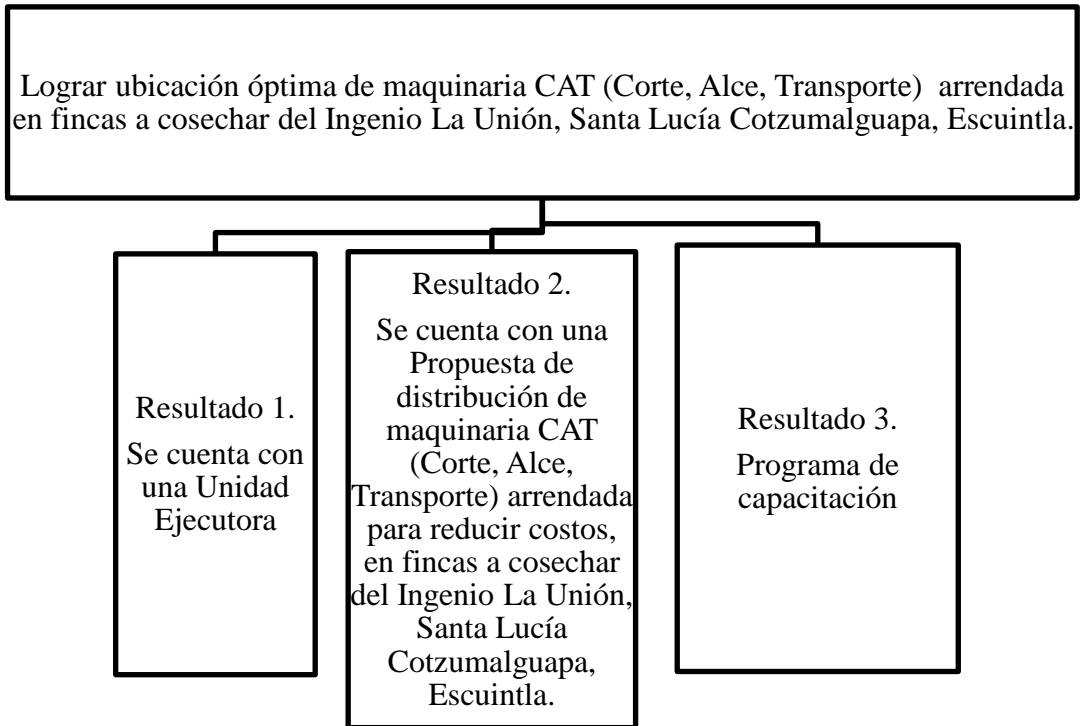 Lograr ubicación óptima de maquinaria CAT (Corte, Alce, Transporte) arrendada
en fincas a cosechar del Ingenio La Unión, Santa Lucía Cotzumalguapa, Escuintla.
Resultado 1.
Se cuenta con
una Unidad
Ejecutora
Resultado 2.
Se cuenta con una
Propuesta de
distribución de
maquinaria CAT
(Corte, Alce,
Transporte) arrendada
para reducir costos,
en fincas a cosechar
del Ingenio La Unión,
Santa Lucía
Cotzumalguapa,
Escuintla.
Resultado 3.
Programa de
capacitación